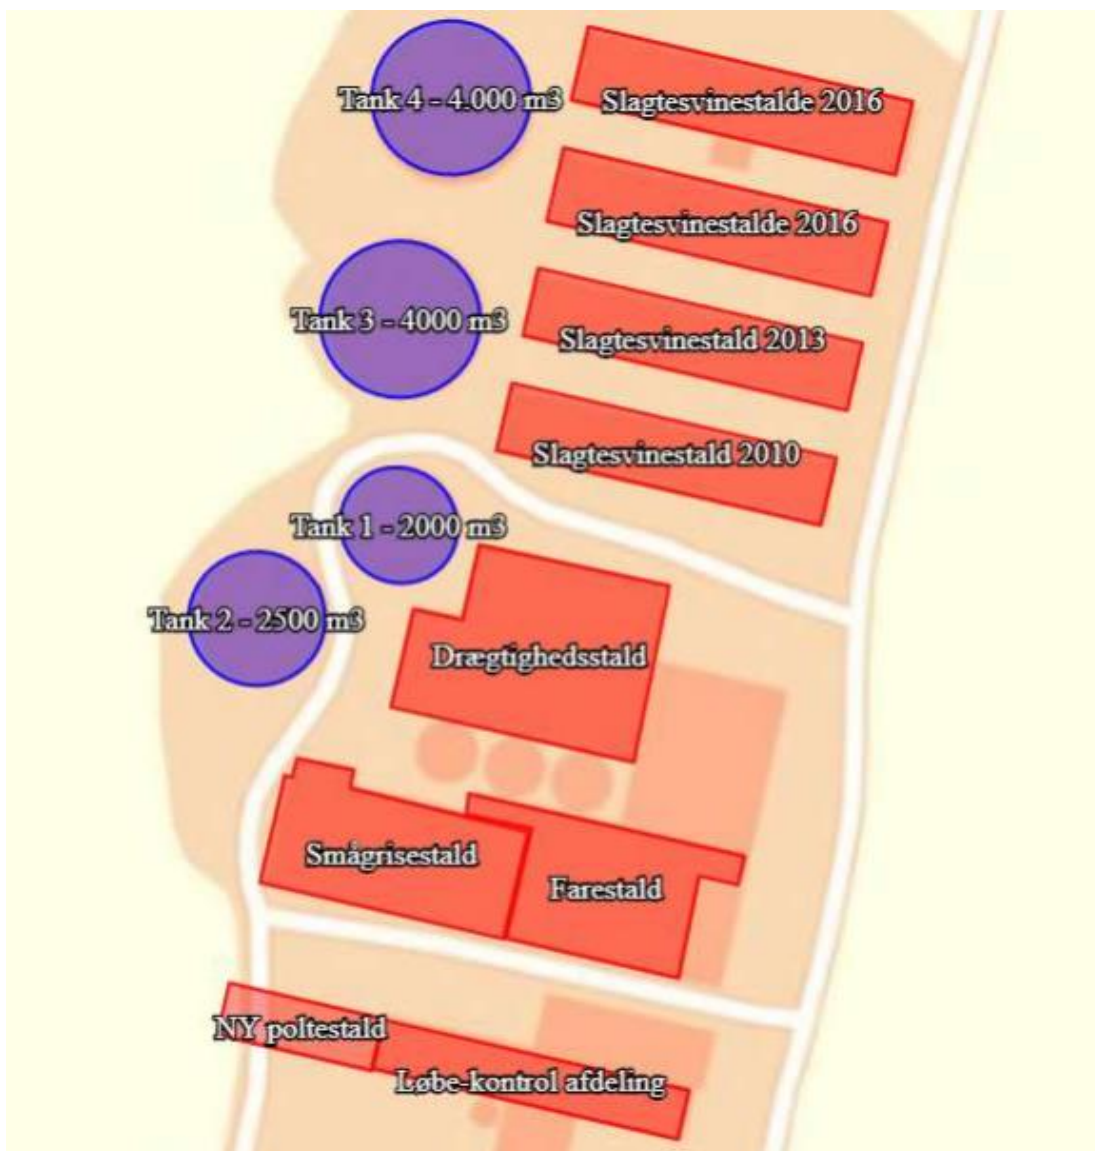 Tank 4 - 4.000 m3
Slagtesvinestalde 2016
Slagtesvinestalde 2016
Tank 3 - 4000 m3
Slagtesvinestald 2013
Slagtesvinestald 2010
Tank 1 - 2000 m3
Tank 2 - 2500 m3
Drægtighedsstald
Smågrisestald
Farestald
NY poltestald
Løbe-kontrol afdeling